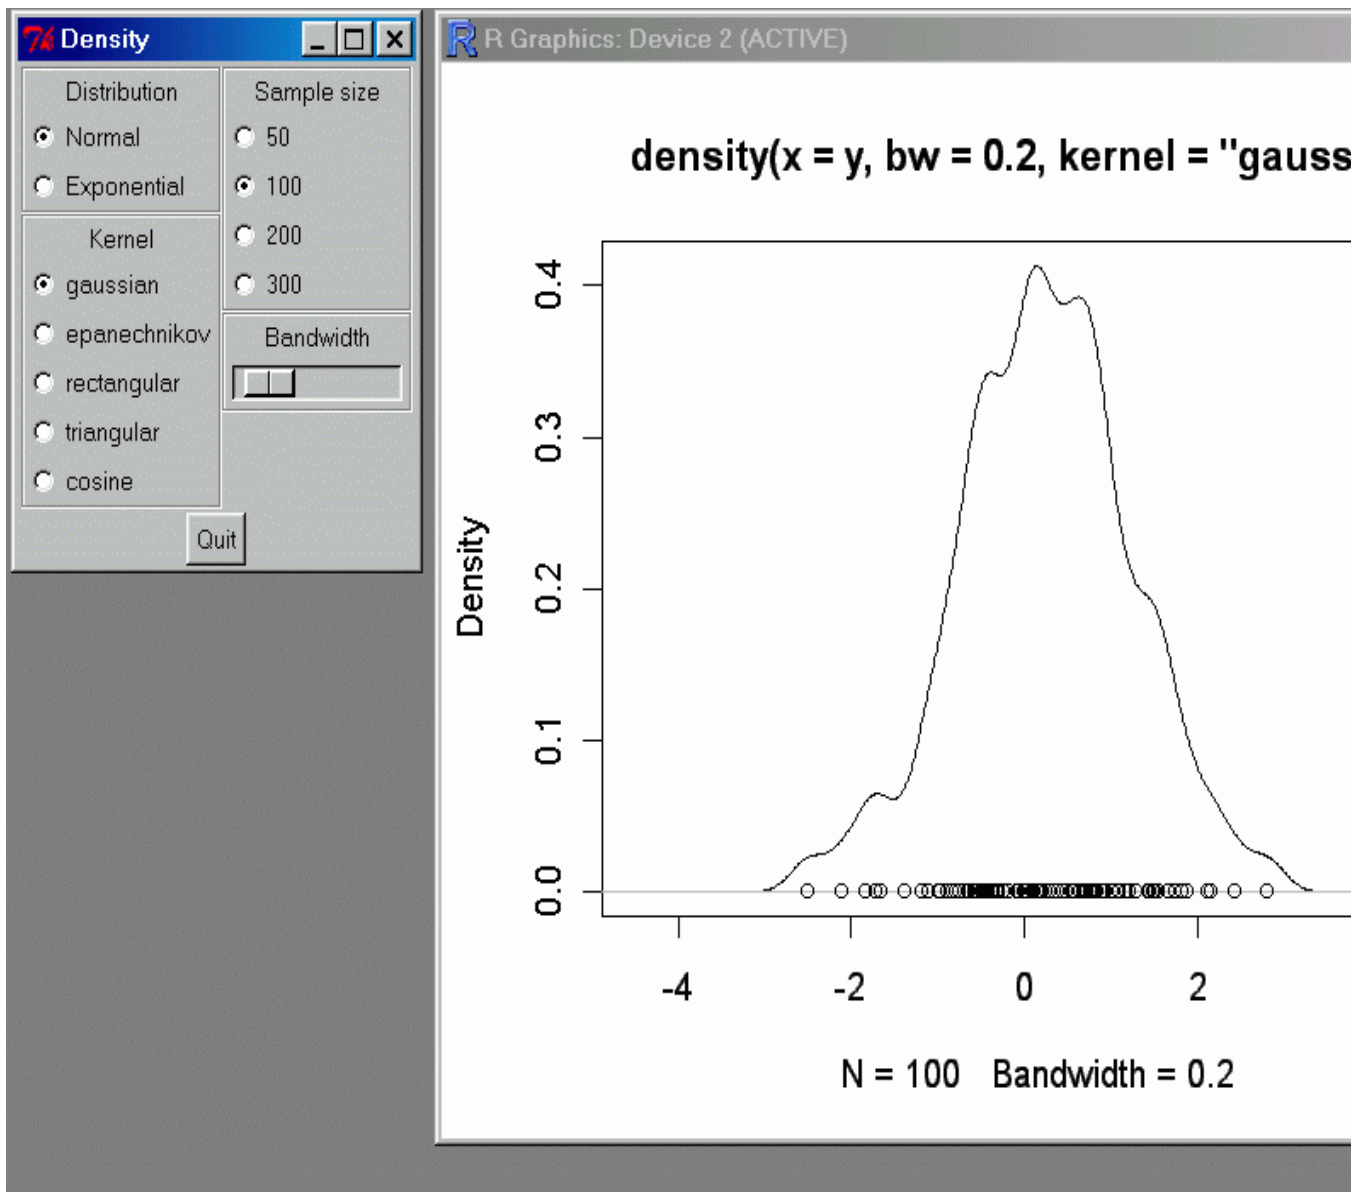 Density
Distribution
Normal
Exponential
Kernel
gaussian
epanechnikov
rectangular
triangular
cosine
Sample size
50
100
200
300
Bandwidth
Quit
R Graphics: Device 2 (ACTIVE)
density(x = y, bw = 0.2, kernel = "gauss
Density
0.4
0.3
0.2
0.1
0.0
-4 -2 0 2
N = 100 Bandwidth = 0.2